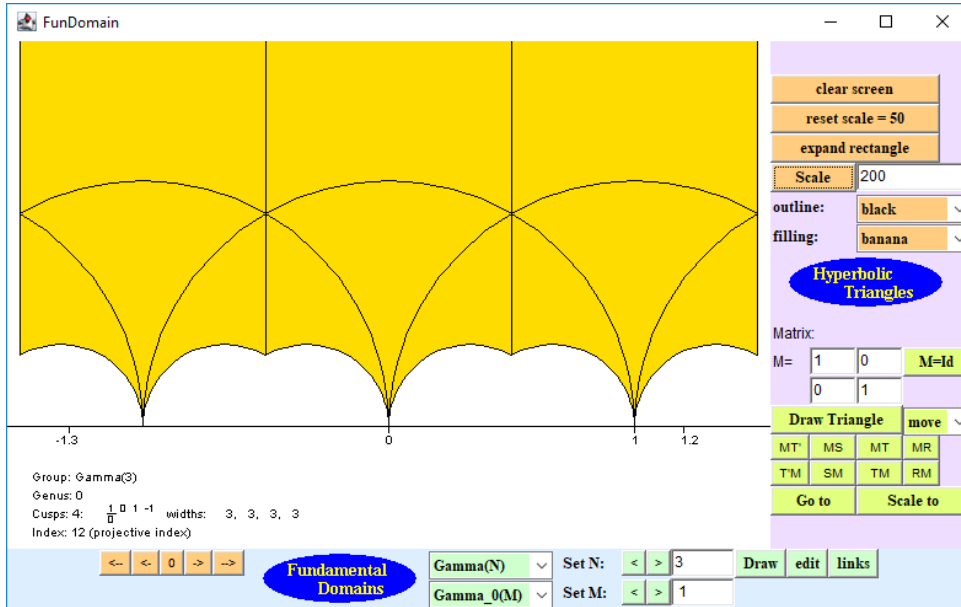 FunDomain
clear screen
reset scale = 50
expand rectangle
Scale 200
outline: black
filling: banana
Hyperbolic
Triangles
Matrix:
M= 1 0 M=Id
0 1
Draw Triangle move
MT' MS MT MR
T'M SM TM RM
Go to Scale to
-1.3 0 1 1.2
Group: Gamma(3)
Genus: 0
Cusps: 4: 1/0 0 1 -1 widths: 3, 3, 3, 3
Index: 12 (projective index)
<-- <- 0 -> -->
Fundamental
Domains
Gamma(N) Set N: < > 3 Draw edit links
Gamma_0(M) Set M: < > 1